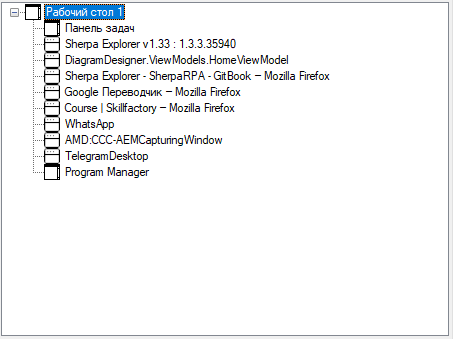 Рабочий стол 1
Панель задач
Sherpa Explorer v1.33 : 1.3.3.35940
DiagramDesigner.ViewModels.HomeViewModel
Sherpa Explorer - SherpaRPA - GitBook — Mozilla Firefox
Google Переводчик — Mozilla Firefox
Course | Skillfactory — Mozilla Firefox
WhatsApp
AMD:CCC-AEMCapturingWindow
TelegramDesktop
Program Manager